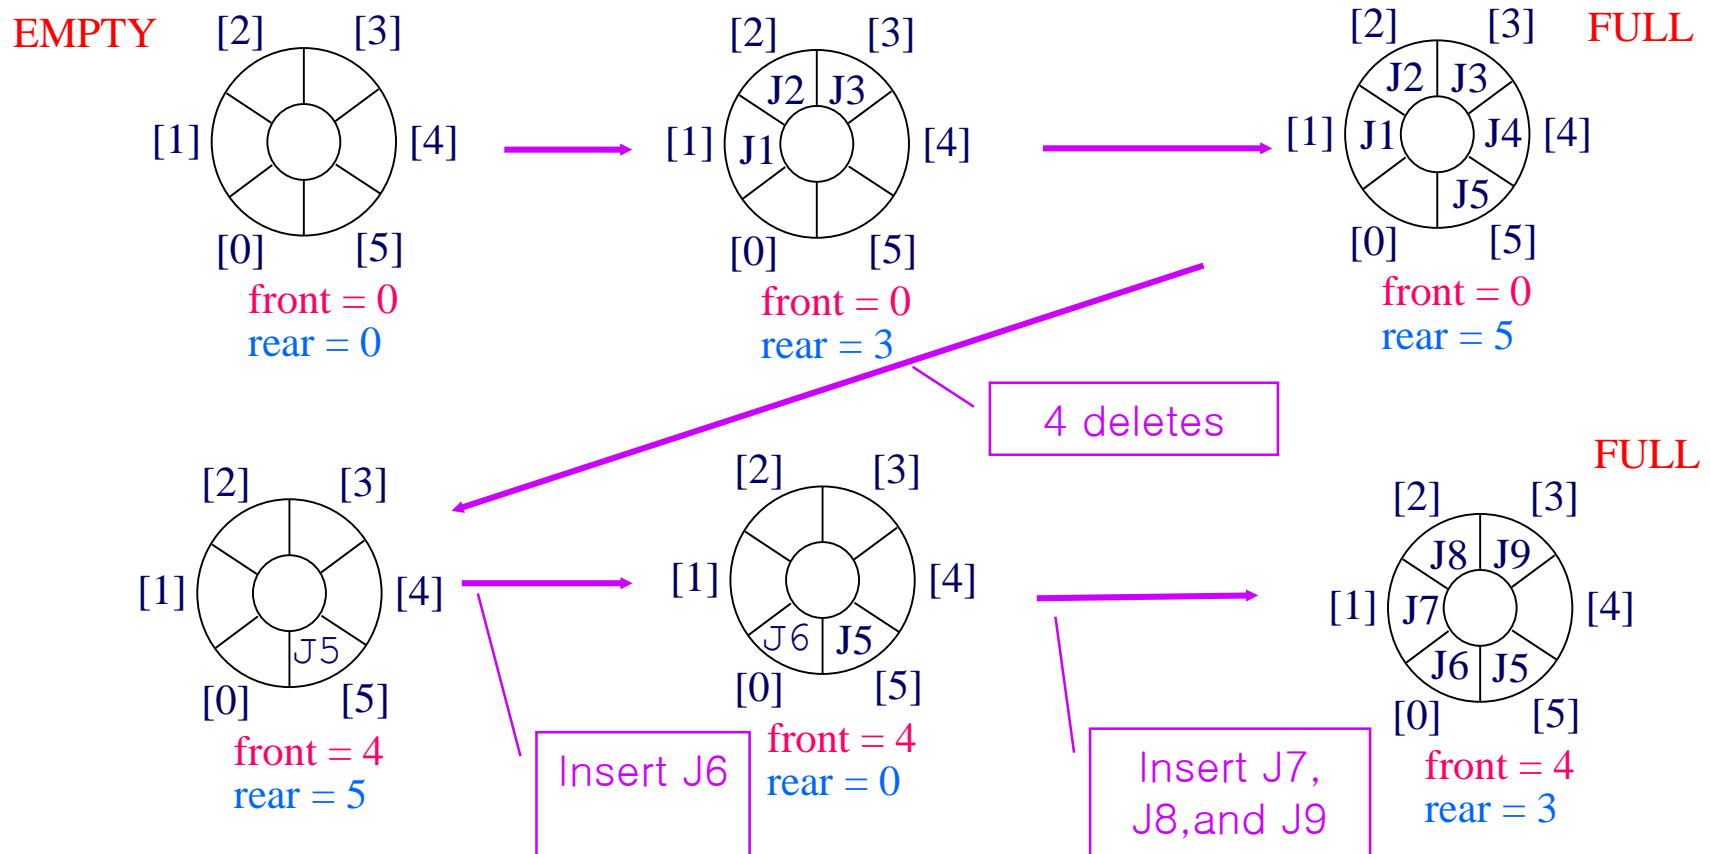 EMPTY
[2] [3]
[1] [4]
[0] [5]
front = 0
rear = 0
[2] [3]
J2 J3
[1] J1 [4]
[0] [5]
front = 0
rear = 3
FULL
[2] [3]
J2 J3
[1] J1 J4 [4]
J5
[0] [5]
front = 0
rear = 5
4 deletes
[2] [3]
[1] [4]
J5
[0] [5]
front = 4
rear = 5
Insert J6
[2] [3]
[1] [4]
J6 J5
[0] [5]
front = 4
rear = 0
Insert J7,
J8,and J9
FULL
[2] [3]
J8 J9
[1] J7 [4]
J6 J5
[0] [5]
front = 4
rear = 3